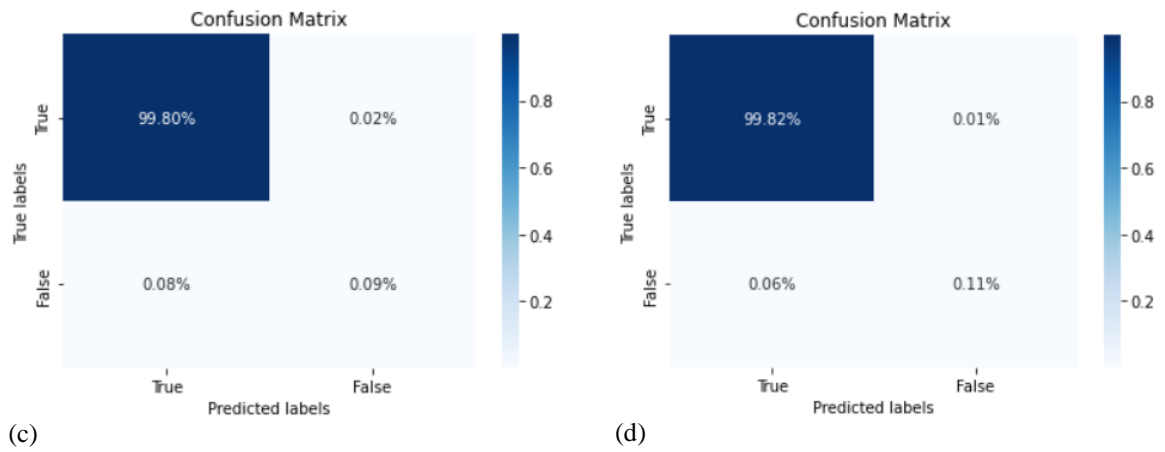 Confusion Matrix
True labels
True
False
99.80%
0.02%
0.08%
0.09%
True
False
Predicted labels
0.8
0.6
0.4
0.2
(c)
Confusion Matrix
True labels
True
False
99.82%
0.01%
0.06%
0.11%
True
False
Predicted labels
0.8
0.6
0.4
0.2
(d)